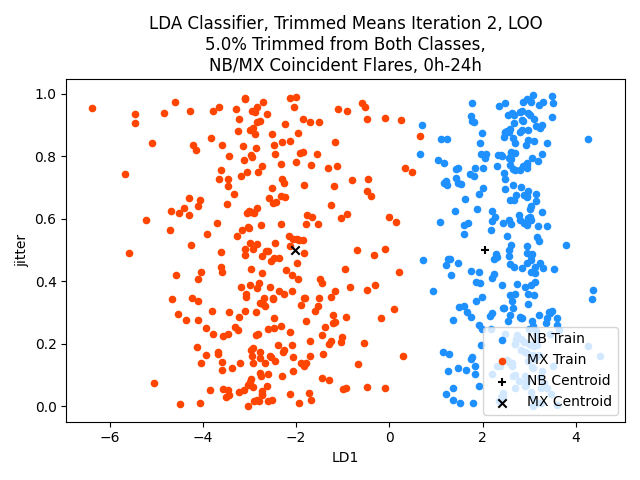 LDA Classifier, Trimmed Means Iteration 2, LOO
5.0% Trimmed from Both Classes,
NB/MX Coincident Flares, 0h-24h
1.0
0.8
0.6
0.4
0.2
0.0
jitter
−6
−4
−2
0
2
4
LD1
NB Train
MX Train
NB Centroid
MX Centroid